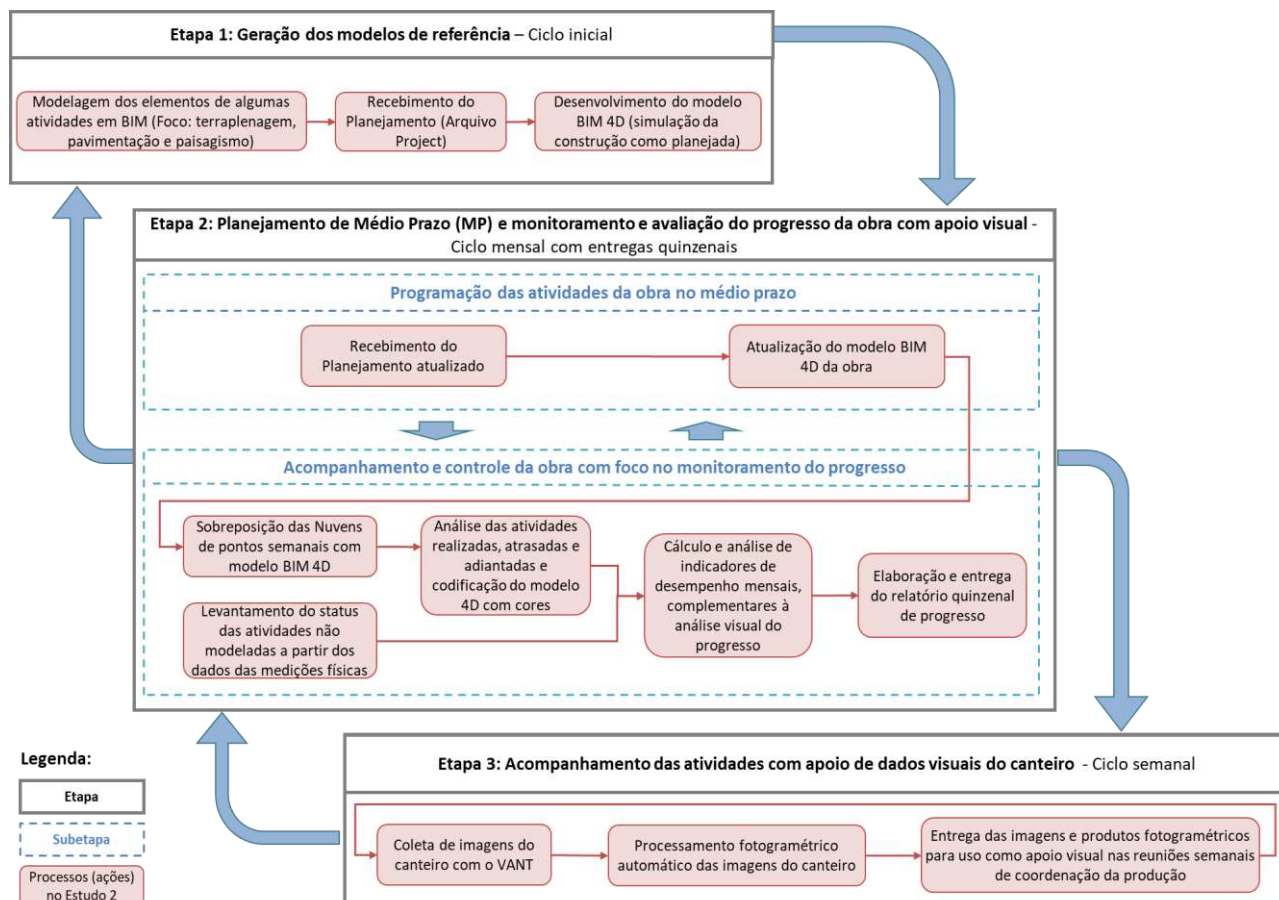 Etapa 1: Geração dos modelos de referência – Ciclo inicial
Modelagem dos elementos de algumas
atividades em BIM (Foco: terraplenagem,
pavimentação e paisagismo)
Recebimento do
Planejamento (Arquivo
Project)
Desenvolvimento do modelo
BIM 4D (simulação da
construção como planejada)
Etapa 2: Planejamento de Médio Prazo (MP) e monitoramento e avaliação do progresso da obra com apoio visual -
Ciclo mensal com entregas quinzenais
Programação das atividades da obra no médio prazo
Recebimento do
Planejamento atualizado
Atualização do modelo BIM
4D da obra
Acompanhamento e controle da obra com foco no monitoramento do progresso
Sobreposição das Nuvens
de pontos semanais com
modelo BIM 4D
Análise das atividades
realizadas, atrasadas e
adiantadas e
codificação do modelo
4D com cores
Levantamento do status
das atividades não
modeladas a partir dos
dados das medições físicas
Cálculo e análise de
indicadores de
desempenho mensais,
complementares à
análise visual do
progresso
Elaboração e entrega
do relatório quinzenal
de progresso
Etapa 3: Acompanhamento das atividades com apoio de dados visuais do canteiro - Ciclo semanal
Coleta de imagens do
canteiro com o VANT
Processamento fotogramétrico
automático das imagens do canteiro
Entrega das imagens e produtos fotogramétricos
para uso como apoio visual nas reuniões semanais
de coordenação da produção
Legenda:
Etapa
Subetapa
Processos (ações)
no Estudo 2